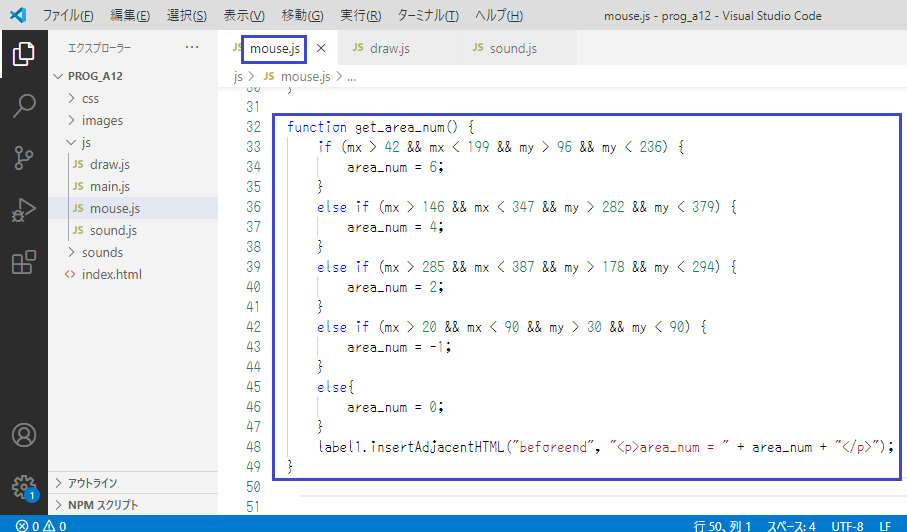 ファイル(F) 編集(E) 選択(S) 表示(V) 移動(G) 実行(R) ターミナル(T) ヘルプ(H) mouse.js - prog_a12 - Visual Studio Code
エクスプローラー ...
JS mouse.js × JS draw.js JS sound.js
js > JS mouse.js > ...
PROG_A12
css
images
js
JS draw.js
JS main.js
JS mouse.js
JS sound.js
sounds
<> index.html
アウトライン
NPM スクリプト
30 }
31
32 function get_area_num() {
33 if (mx > 42 && mx < 199 && my > 96 && my < 236) {
34 area_num = 6;
35 }
36 else if (mx > 146 && mx < 347 && my > 282 && my < 379) {
37 area_num = 4;
38 }
39 else if (mx > 285 && mx < 387 && my > 178 && my < 294) {
40 area_num = 2;
41 }
42 else if (mx > 20 && mx < 90 && my > 30 && my < 90) {
43 area_num = -1;
44 }
45 else{
46 area_num = 0;
47 }
48 label1.insertAdjacentHTML("beforeend", "<p>area_num = " + area_num + "</p>");
49 }
50
51
1
0 0 行 50、列 1 スペース: 4 UTF-8 LF